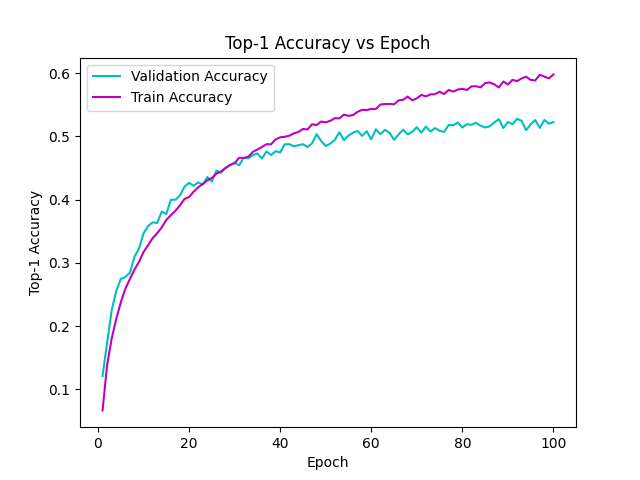 Top-1 Accuracy vs Epoch
Validation Accuracy
Train Accuracy
0.6
0.5
0.4
0.3
0.2
0.1
Top-1 Accuracy
0 20 40 60 80 100
Epoch